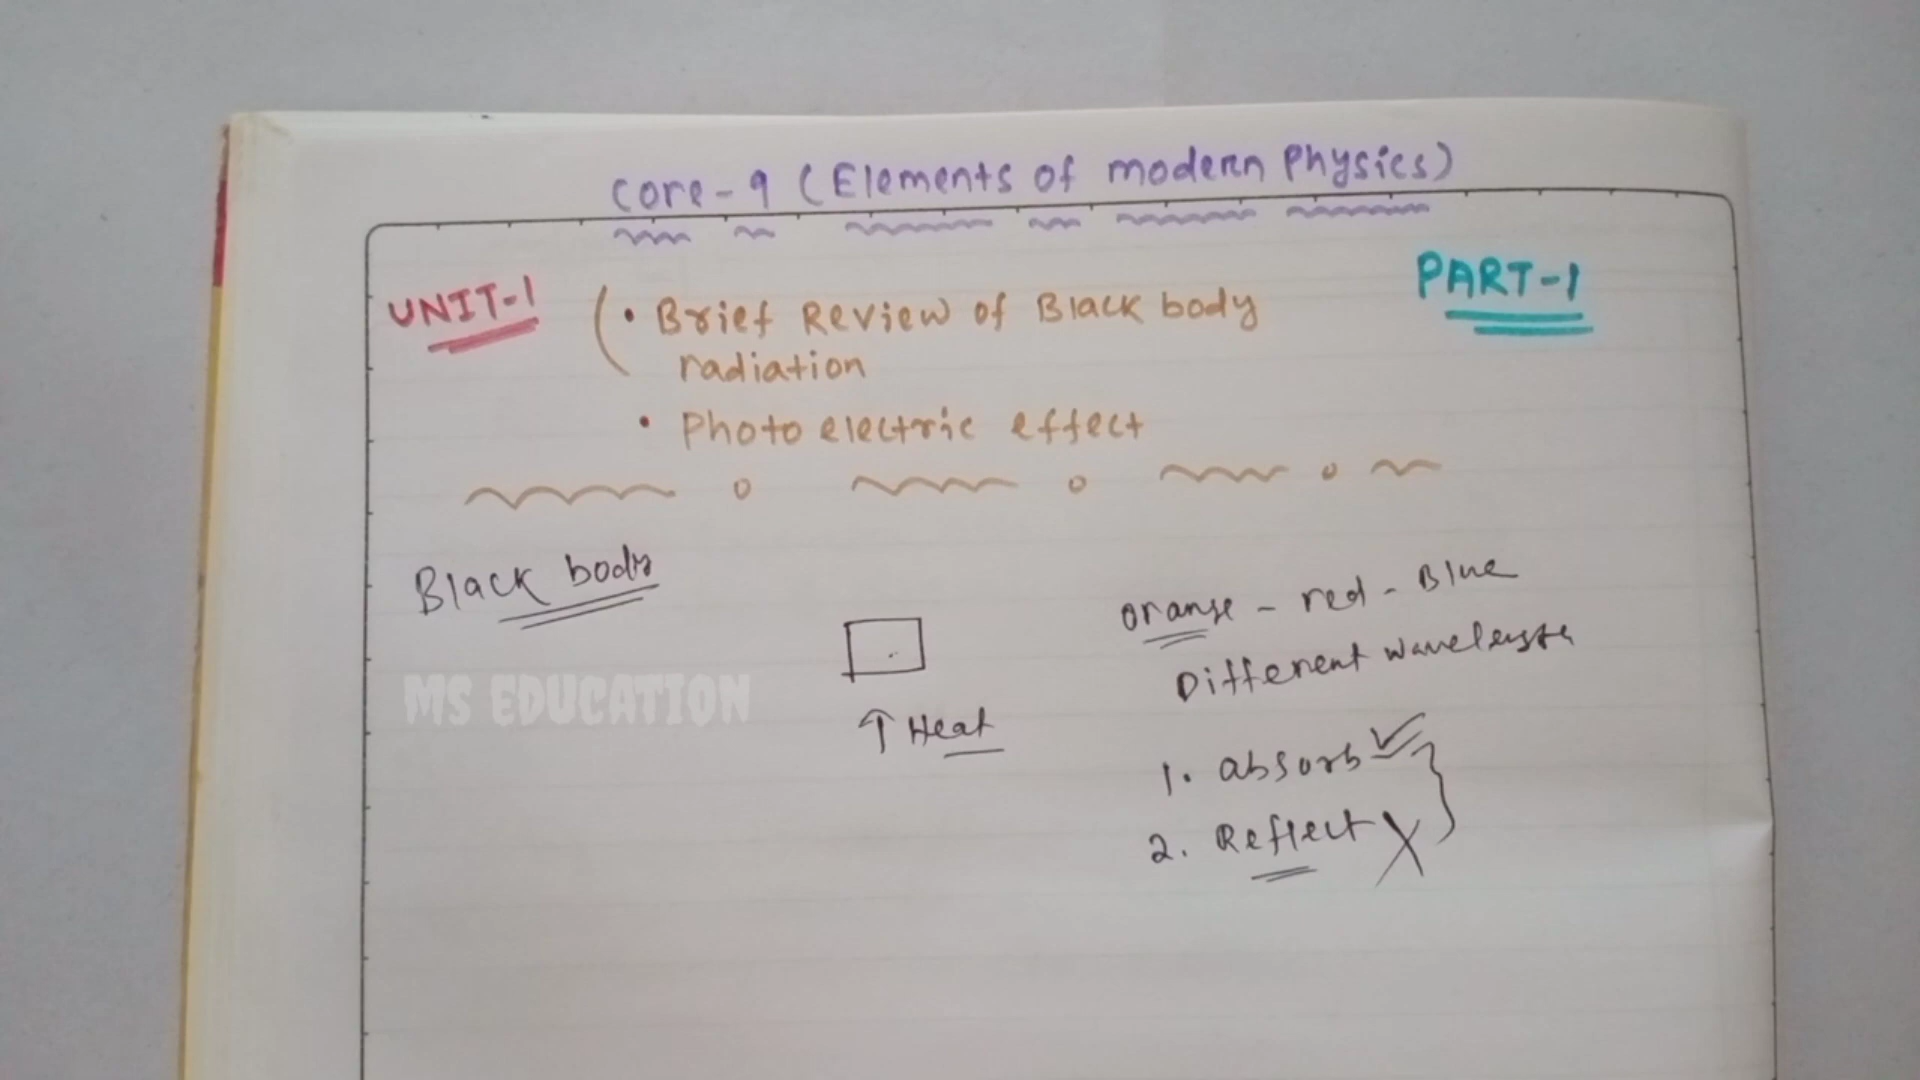 Core-9 (Elements of modern Physics)
UNIT-1
PART-1
• Brief Review of Black body
radiation
• Photo electric effect
Black body
orange - red - Blue
Different wavelength
MS EDUCATION
↑ Heat
1. absorb ✓
2. Reflect X